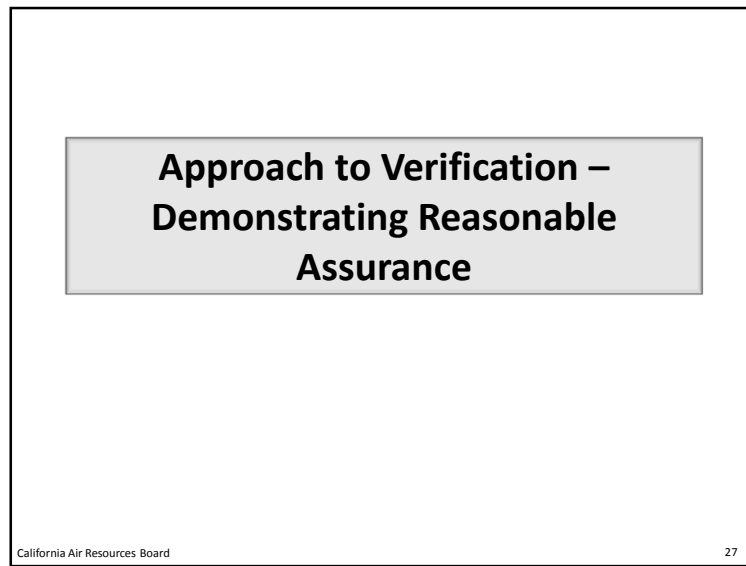 Approach to Verification –
Demonstrating Reasonable
Assurance
California Air Resources Board
27